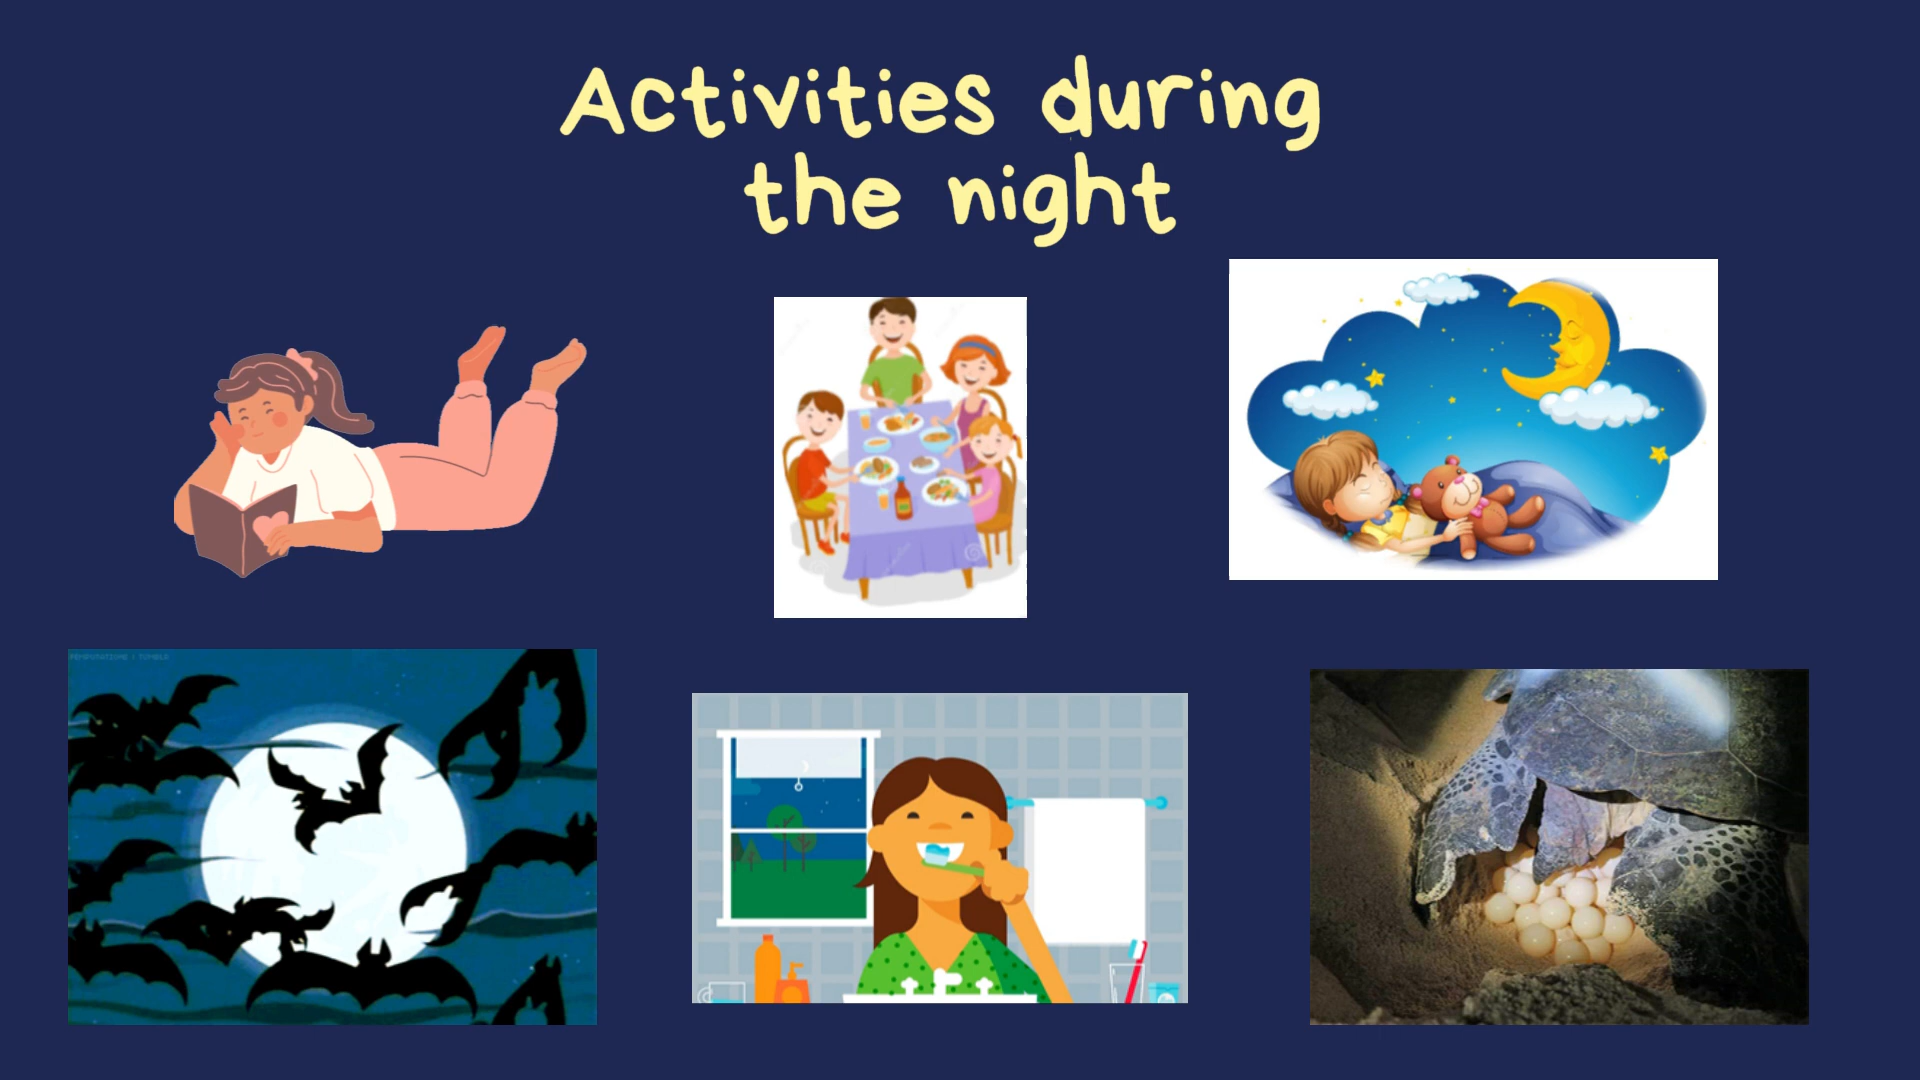 Activities during
the night